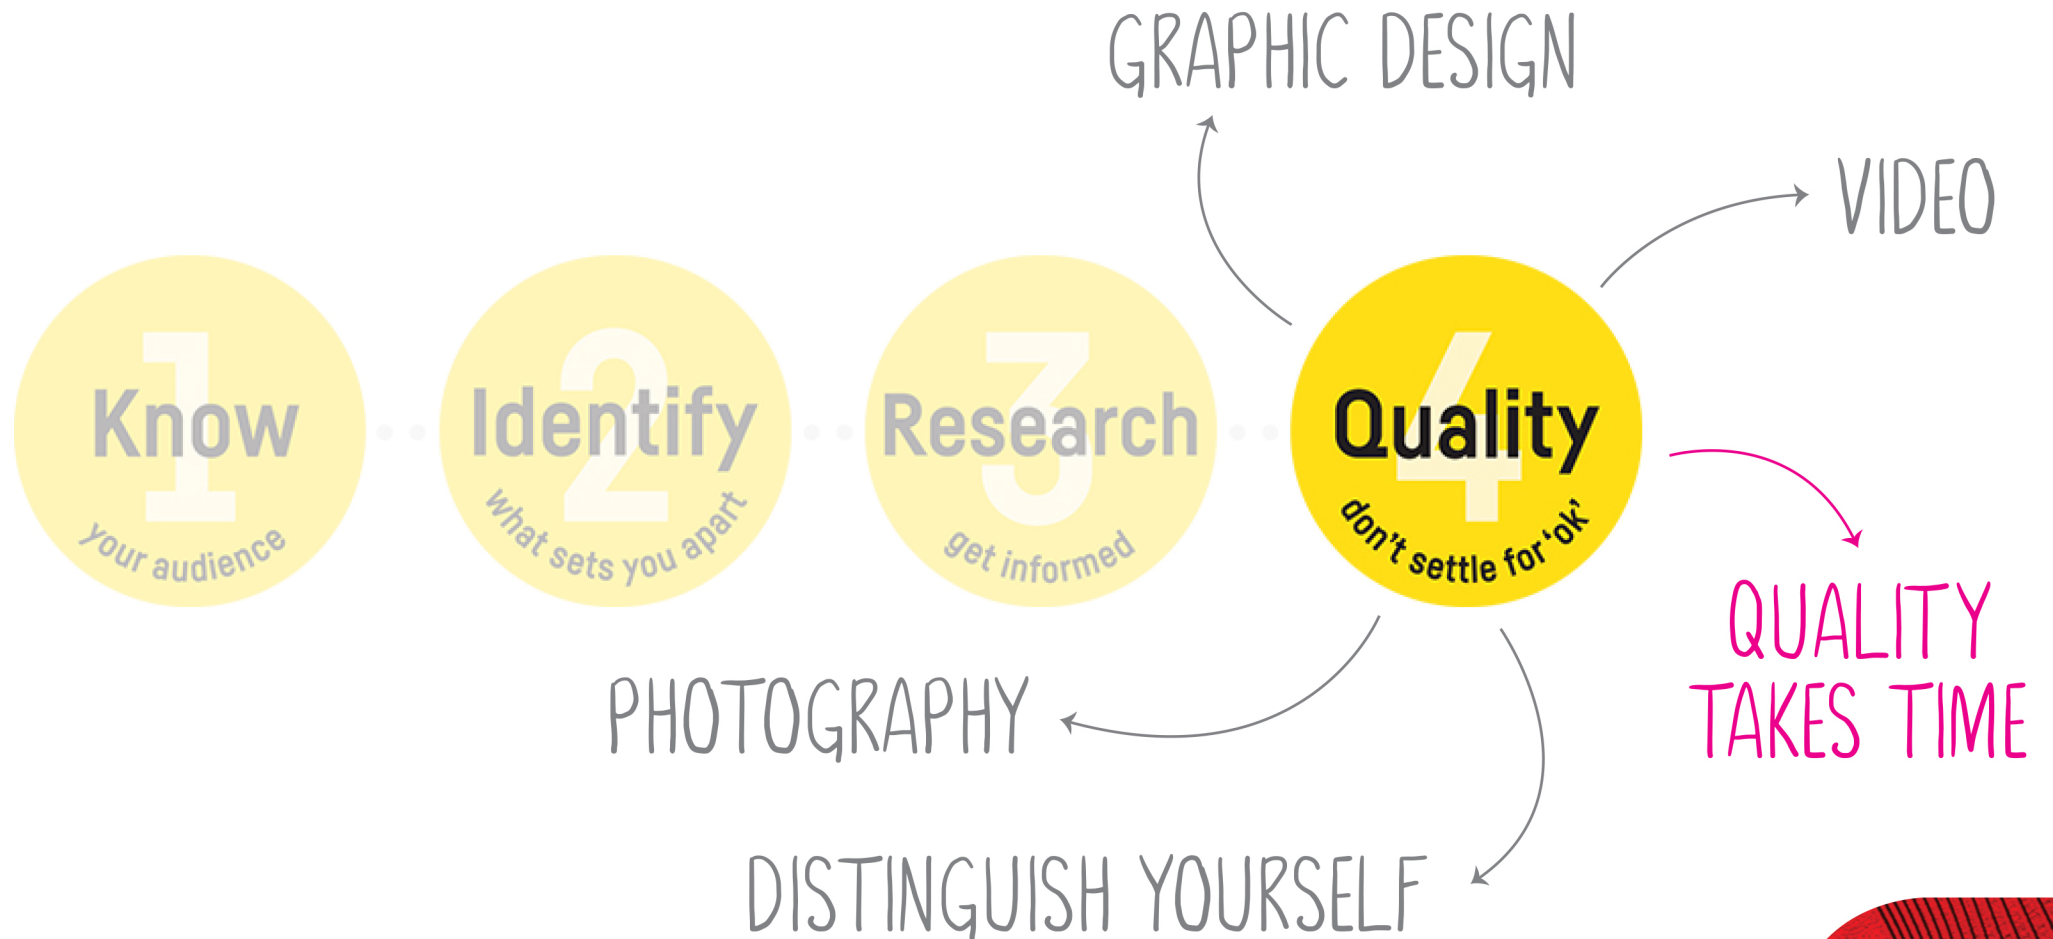 GRAPHIC DESIGN
VIDEO
1
Know
your audience
2
Identify
what sets you apart
3
Research
get informed
4
Quality
don't settle for 'ok'
QUALITY
TAKES TIME
PHOTOGRAPHY
DISTINGUISH YOURSELF